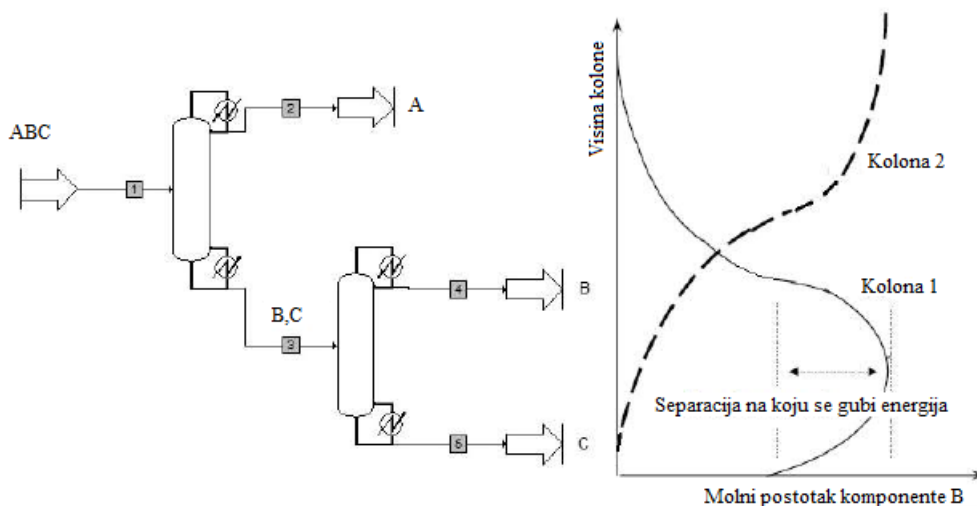 ABC
1
2
A
B,C
3
4
B
5
C
Visina kolone
Kolona 2
Kolona 1
Separacija na koju se gubi energija
Molni postotak komponente B